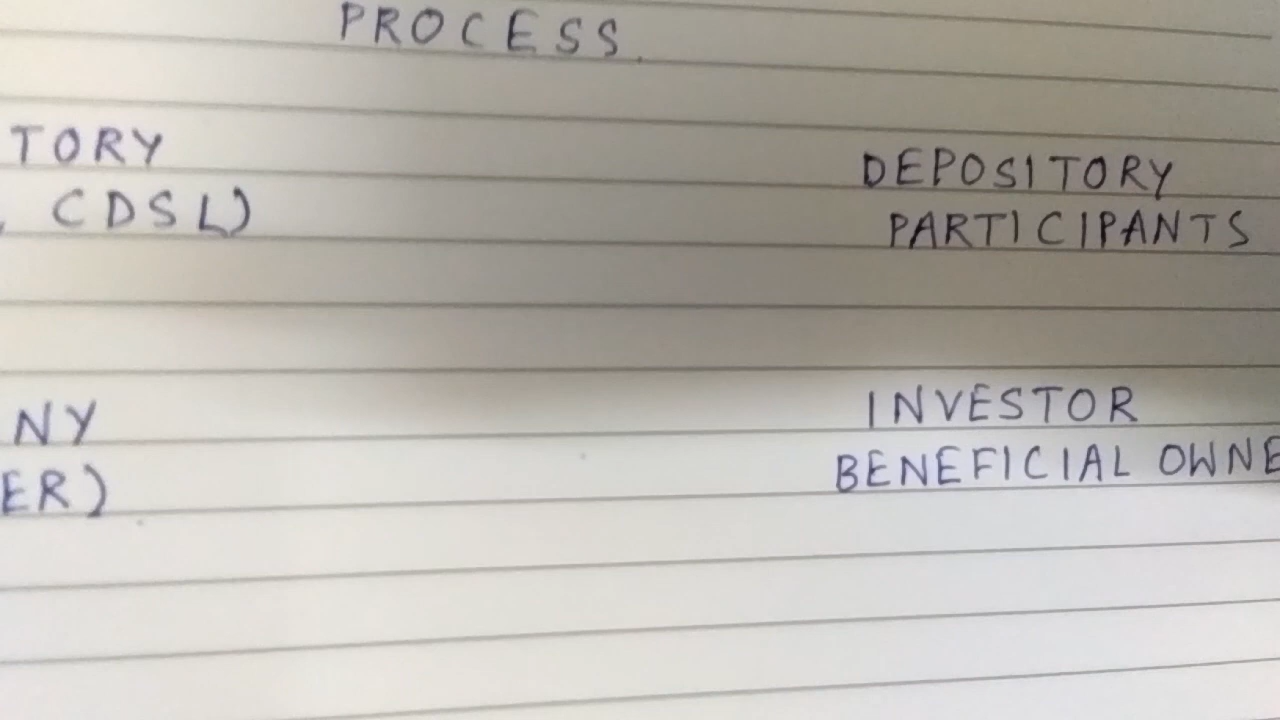 PROCESS.
TORY
, CDSL)
DEPOSITORY
PARTICIPANTS
NY
ER)
INVESTOR
BENEFICIAL OWNE